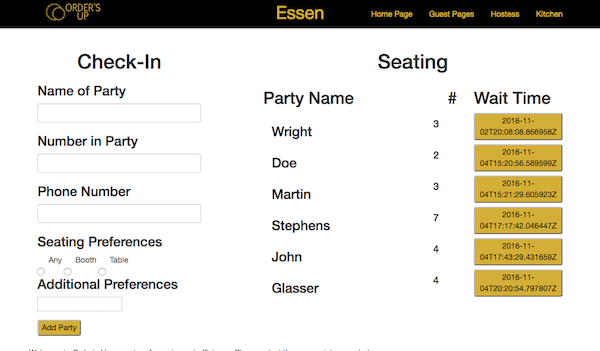 ORDER'S
UP
Essen
Home Page
Guest Pages
Hostess
Kitchen
Check-In
Name of Party
Number in Party
Phone Number
Seating Preferences
Any Booth Table
Additional Preferences
Add Party
Seating
Party Name # Wait Time
Wright 3 2016-11-
02T20:08:08.866958Z
Doe 2 2016-11-
04T15:20:56.589599Z
Martin 3 2016-11-
04T15:21:29.605923Z
Stephens 7 2016-11-
04T17:17:42.046447Z
John 4 2016-11-
04T17:43:29.431659Z
Glasser 4 2016-11-
04T20:20:54.797807Z